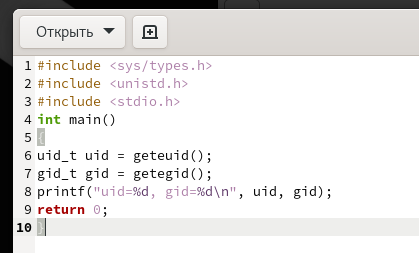 Открыть
1 #include <sys/types.h>
2 #include <unistd.h>
3 #include <stdio.h>
4 int main()
5 {
6 uid_t uid = geteuid();
7 gid_t gid = getegid();
8 printf("uid=%d, gid=%d\n", uid, gid);
9 return 0;
10 }